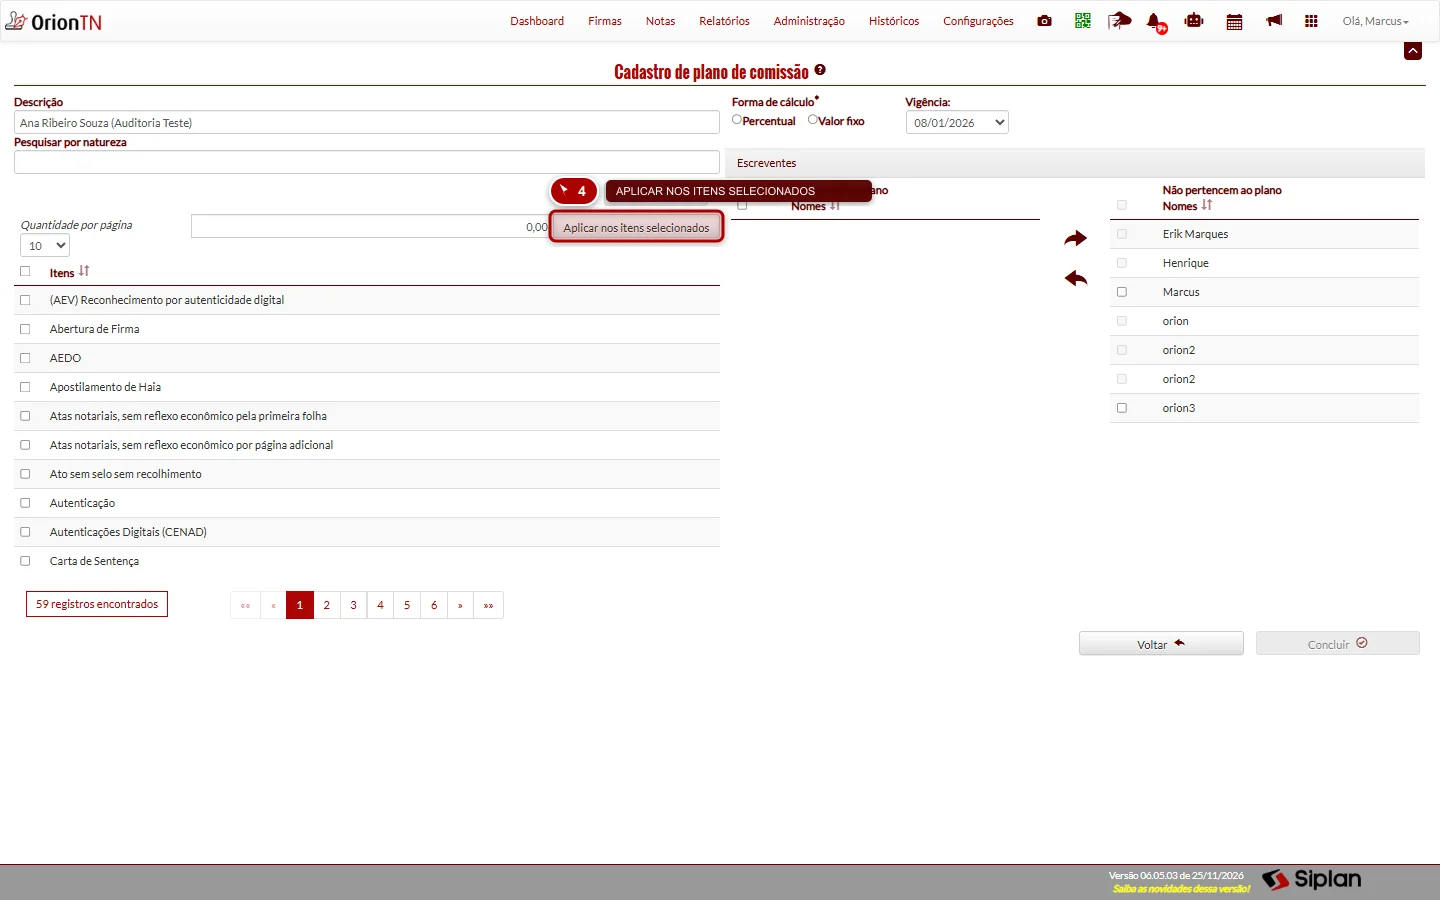 OrionTN
Dashboard
Firmas
Notas
Relatórios
Administração
Históricos
Configurações
9+
Olá, Marcus
Cadastro de plano de comissão
Descrição
Ana Ribeiro Souza (Auditoria Teste)
Forma de cálculo*
Percentual
Valor fixo
Vigência:
08/01/2026
Pesquisar por natureza
Escreventes
4
APLICAR NOS ITENS SELECIONADOS
Quantidade por página
10
0,00
Aplicar nos itens selecionados
Itens
(AEV) Reconhecimento por autenticidade digital
Abertura de Firma
AEDO
Apostilamento de Haia
Atas notariais, sem reflexo econômico pela primeira folha
Atas notariais, sem reflexo econômico por página adicional
Ato sem selo sem recolhimento
Autenticação
Autenticações Digitais (CENAD)
Carta de Sentença
59 registros encontrados
«« « 1 2 3 4 5 6 » »»
Nomes
Não pertencem ao plano
Nomes
Erik Marques
Henrique
Marcus
orion
orion2
orion2
orion3
Voltar
Concluir
Versão 06.05.03 de 25/11/2026
Saiba as novidades dessa versão!
Siplan